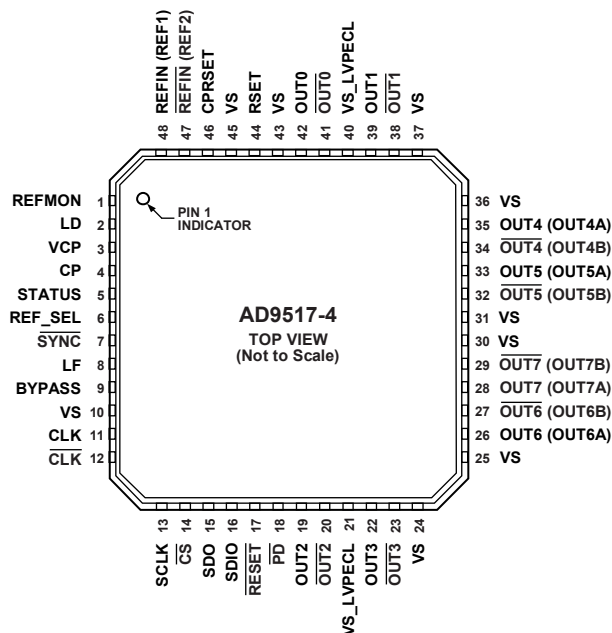 48 REFIN (REF1)
47 REFIN (REF2)
46 CPRSET
45 VS
44 RSET
43 VS
42 OUT0
41 OUT0
40 VS_LVPECL
39 OUT1
38 OUT1
37 VS
REFMON 1
LD 2
VCP 3
CP 4
STATUS 5
REF_SEL 6
SYNC 7
LF 8
BYPASS 9
VS 10
CLK 11
CLK 12
PIN 1
INDICATOR
AD9517-4
TOP VIEW
(Not to Scale)
36 VS
35 OUT4 (OUT4A)
34 OUT4 (OUT4B)
33 OUT5 (OUT5A)
32 OUT5 (OUT5B)
31 VS
30 VS
29 OUT7 (OUT7B)
28 OUT7 (OUT7A)
27 OUT6 (OUT6B)
26 OUT6 (OUT6A)
25 VS
SCLK 13
CS 14
SDO 15
SDIO 16
RESET 17
PD 18
OUT2 19
OUT2 20
VS_LVPECL 21
OUT3 22
OUT3 23
VS 24